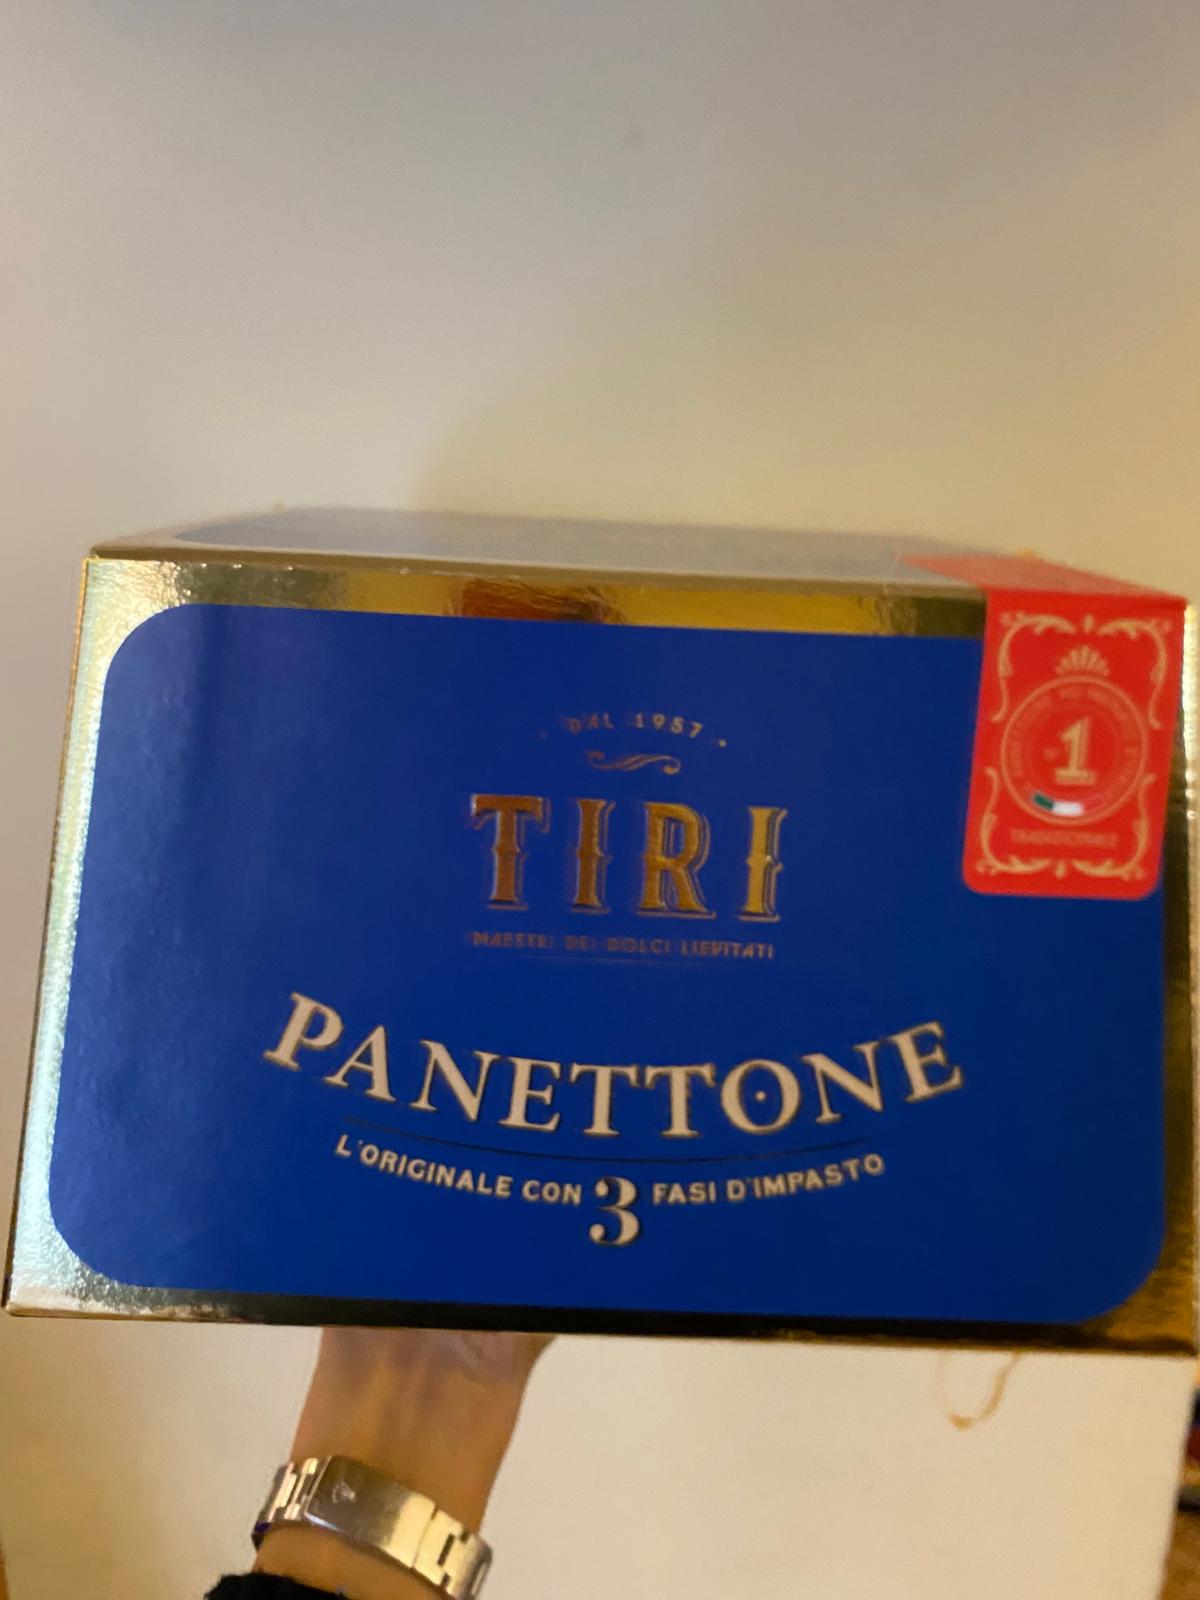 DAL 1957
TIRI
MAESTRI DEI DOLCI LIEVITATI
PANETTONE
L'ORIGINALE CON 3 FASI D'IMPASTO
1
TRADIZIONALE